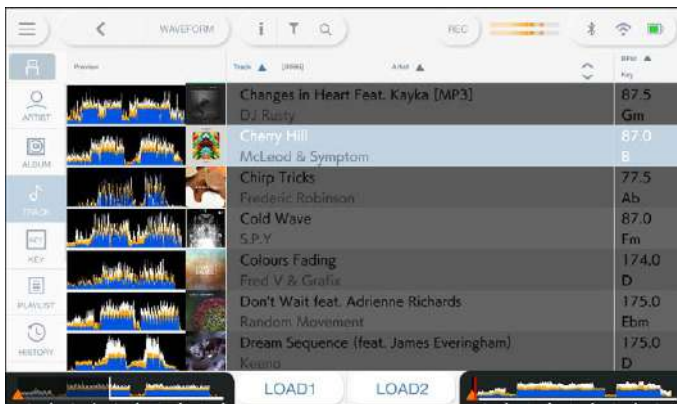 WAVEFORM
i
REC
Preview
Track
Artist
BPM
Key
ARTIST
ALBUM
TRACK
KEY
KEY
PLAYLIST
HISTORY
Changes in Heart Feat. Kayka [MP3]
87.5
DJ Rusty
Gm
Cherry Hill
87.0
McLeod & Symptom
B
Chirp Tricks
77.5
Frederic Robinson
Ab
Cold Wave
87.0
S.P.Y
Fm
Colours Fading
174.0
Fred V & Grafix
D
Don't Wait feat. Adrienne Richards
175.0
Random Movement
Ebm
Dream Sequence (feat. James Everingham)
175.0
Keeno
D
LOAD1
LOAD2